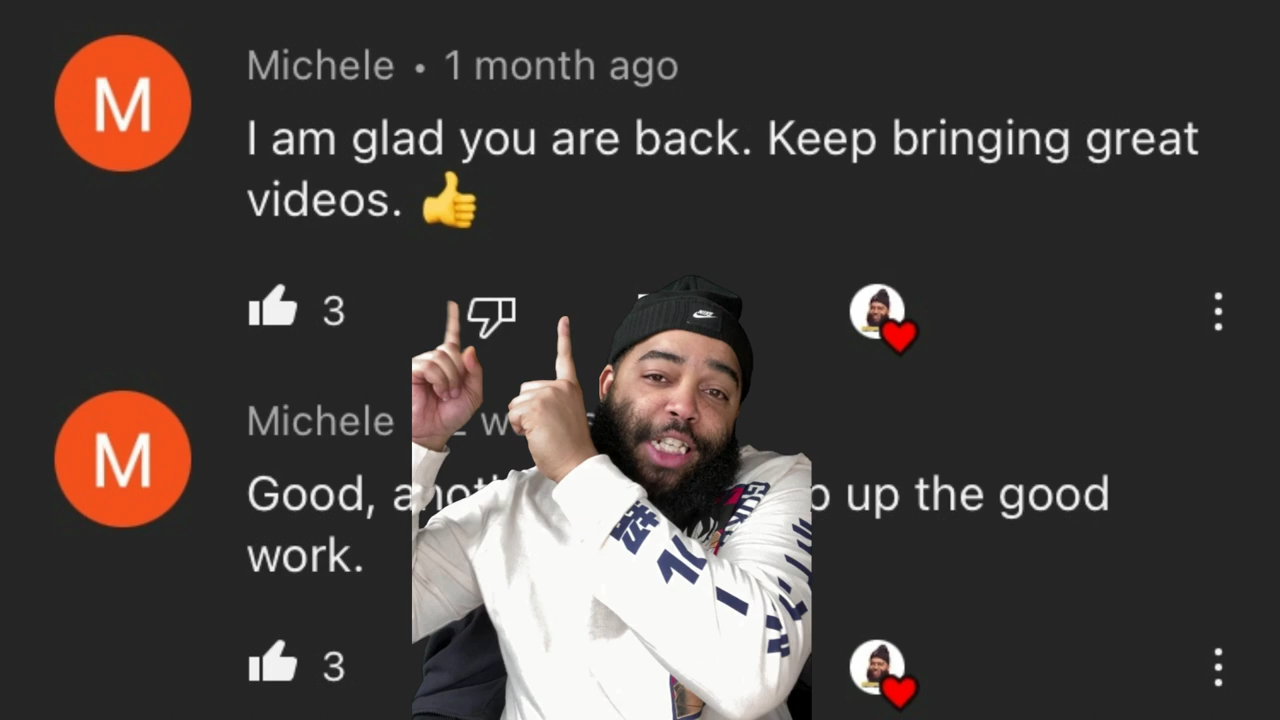 M
Michele • 1 month ago
I am glad you are back. Keep bringing great
videos. 👍
3
M
Michele
Good, up the good
work.
3